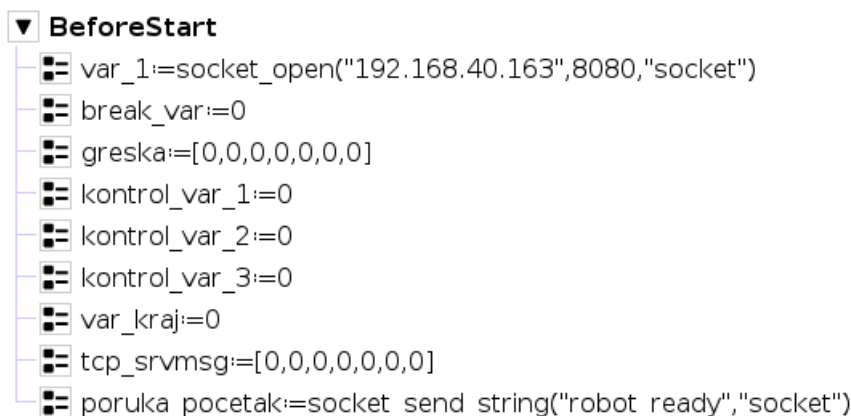 BeforeStart
var_1:=socket_open("192.168.40.163",8080,"socket")
break_var:=0
greska:=[0,0,0,0,0,0,0]
kontrol_var_1:=0
kontrol_var_2:=0
kontrol_var_3:=0
var_kraj:=0
tcp_srvmsg:=[0,0,0,0,0,0,0]
poruka_pocetak:=socket_send_string("robot_ready","socket")